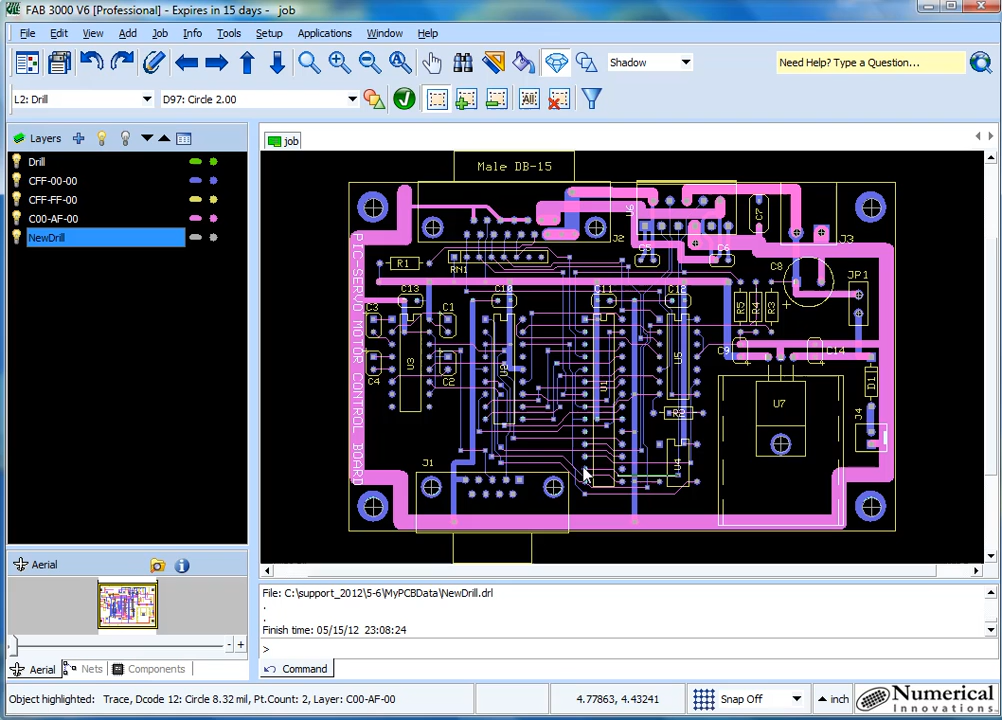 FAB 3000 V6 [Professional] - Expires in 15 days - job
File Edit View Add Job Info Tools Setup Applications Window Help
Shadow
Need Help? Type a Question...
L2: Drill
D97: Circle 2.00
All
Layers
job
Drill
CFF-00-00
CFF-FF-00
C00-AF-00
NewDrill
Male DB-15
U6
C7
J2
J3
R1
RN1
C5
C6
C8
JP1
C13
C10
C11
C12
C3
C1
R5
R4
R3
PIC-SERVO MOTOR CONTROL BOARD
U3
U2
U1
U5
C9
C14
C4
C2
D1
U7
R2
J4
U4
J1
Aerial
File: C:\support_2012\5-6\MyPCBData\NewDrill.drl
.
.
Finish time: 05/15/12 23:08:24
>
Aerial Nets Components
Command
Object highlighted: Trace, Dcode 12: Circle 8.32 mil, Pt.Count: 2, Layer: C00-AF-00
4.77863, 4.43241
Snap Off
inch
Numerical
Innovations